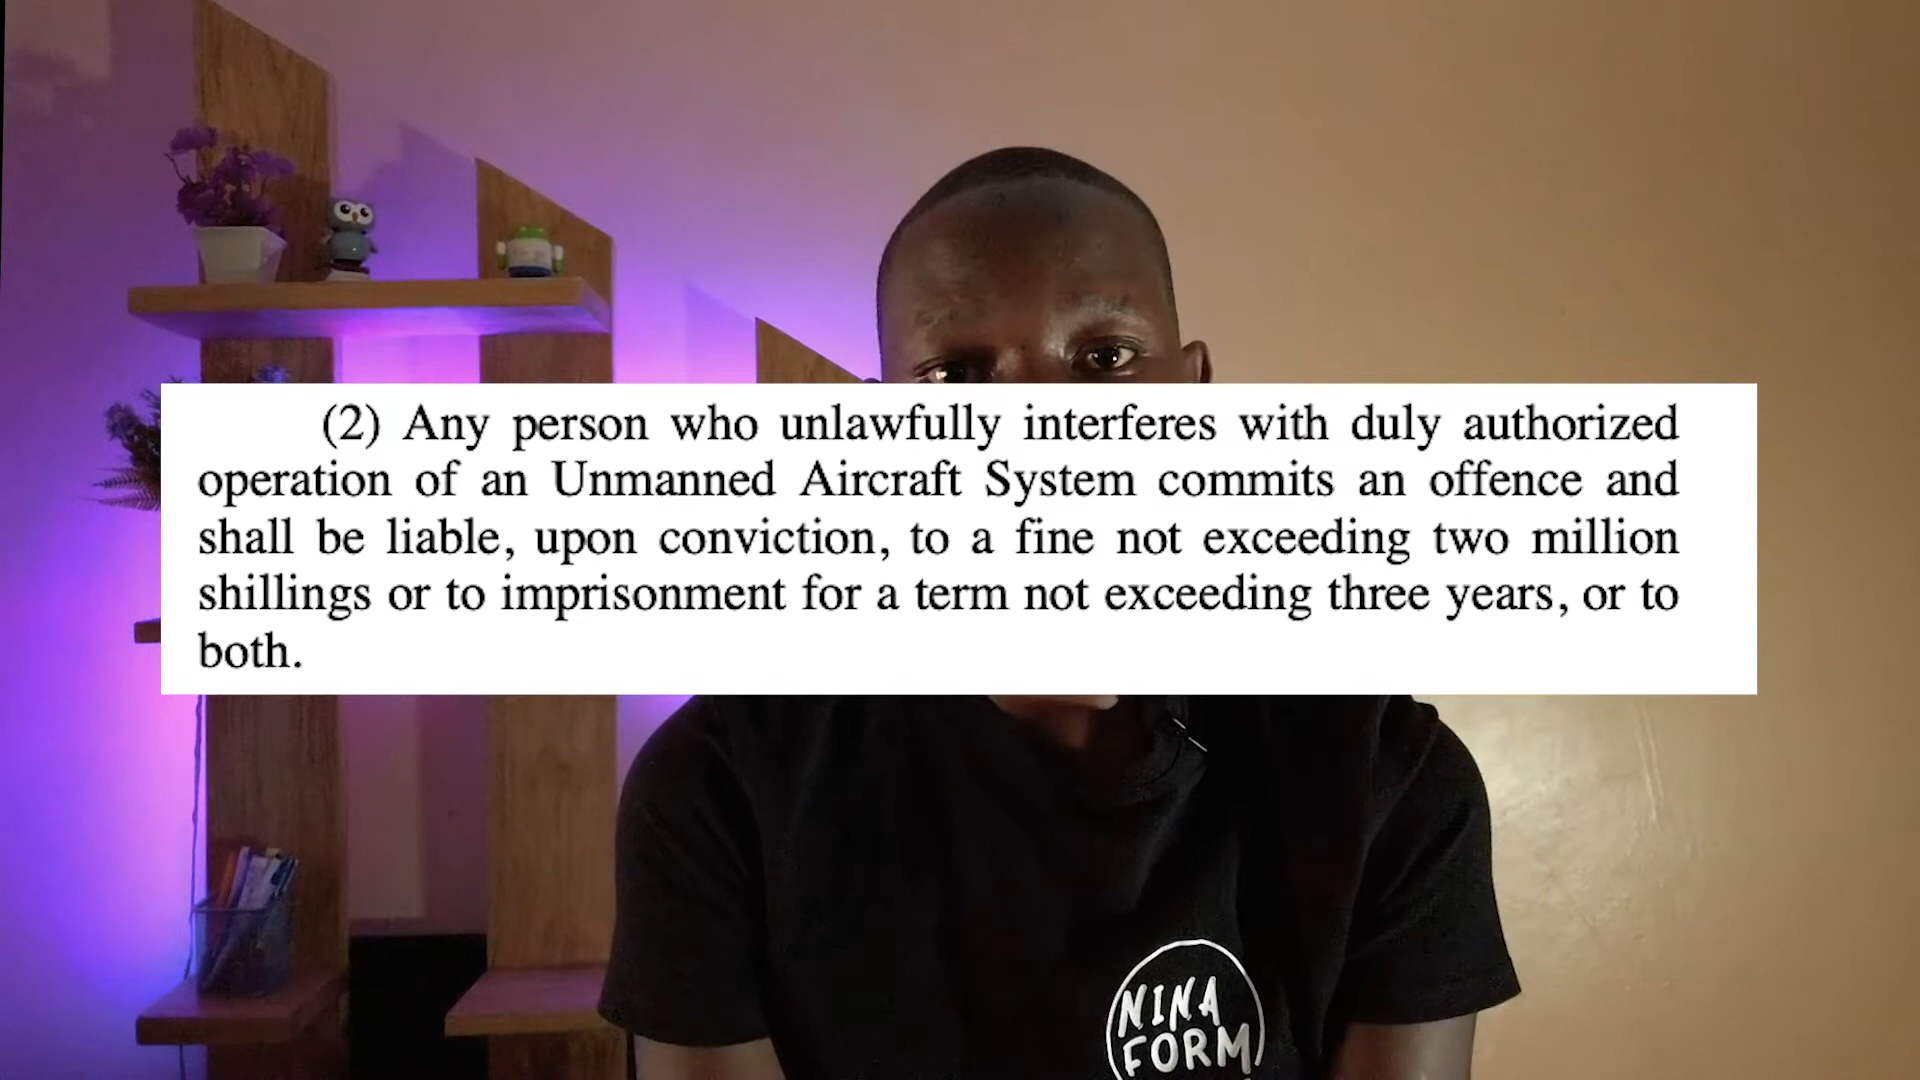 (2) Any person who unlawfully interferes with duly authorized
operation of an Unmanned Aircraft System commits an offence and
shall be liable, upon conviction, to a fine not exceeding two million
shillings or to imprisonment for a term not exceeding three years, or to
both.
NINA
FORM